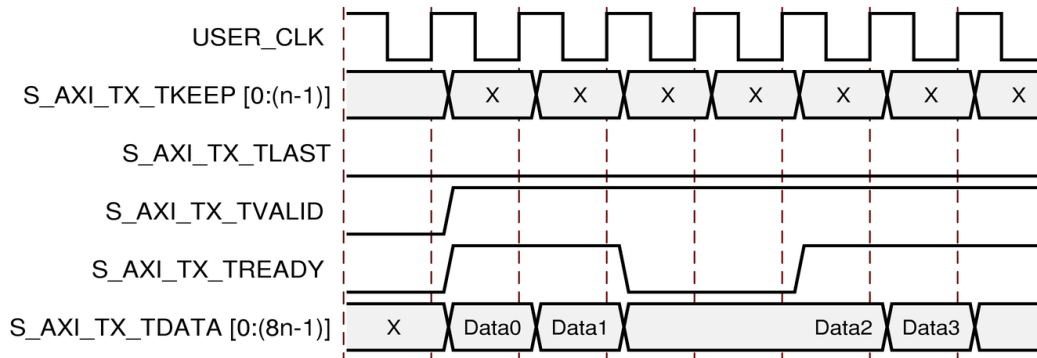 USER_CLK
S_AXI_TX_TKEEP [0:(n-1)] X X X X X X X
S_AXI_TX_TLAST
S_AXI_TX_TVALID
S_AXI_TX_TREADY
S_AXI_TX_TDATA [0:(8n-1)] X Data0 Data1 Data2 Data3